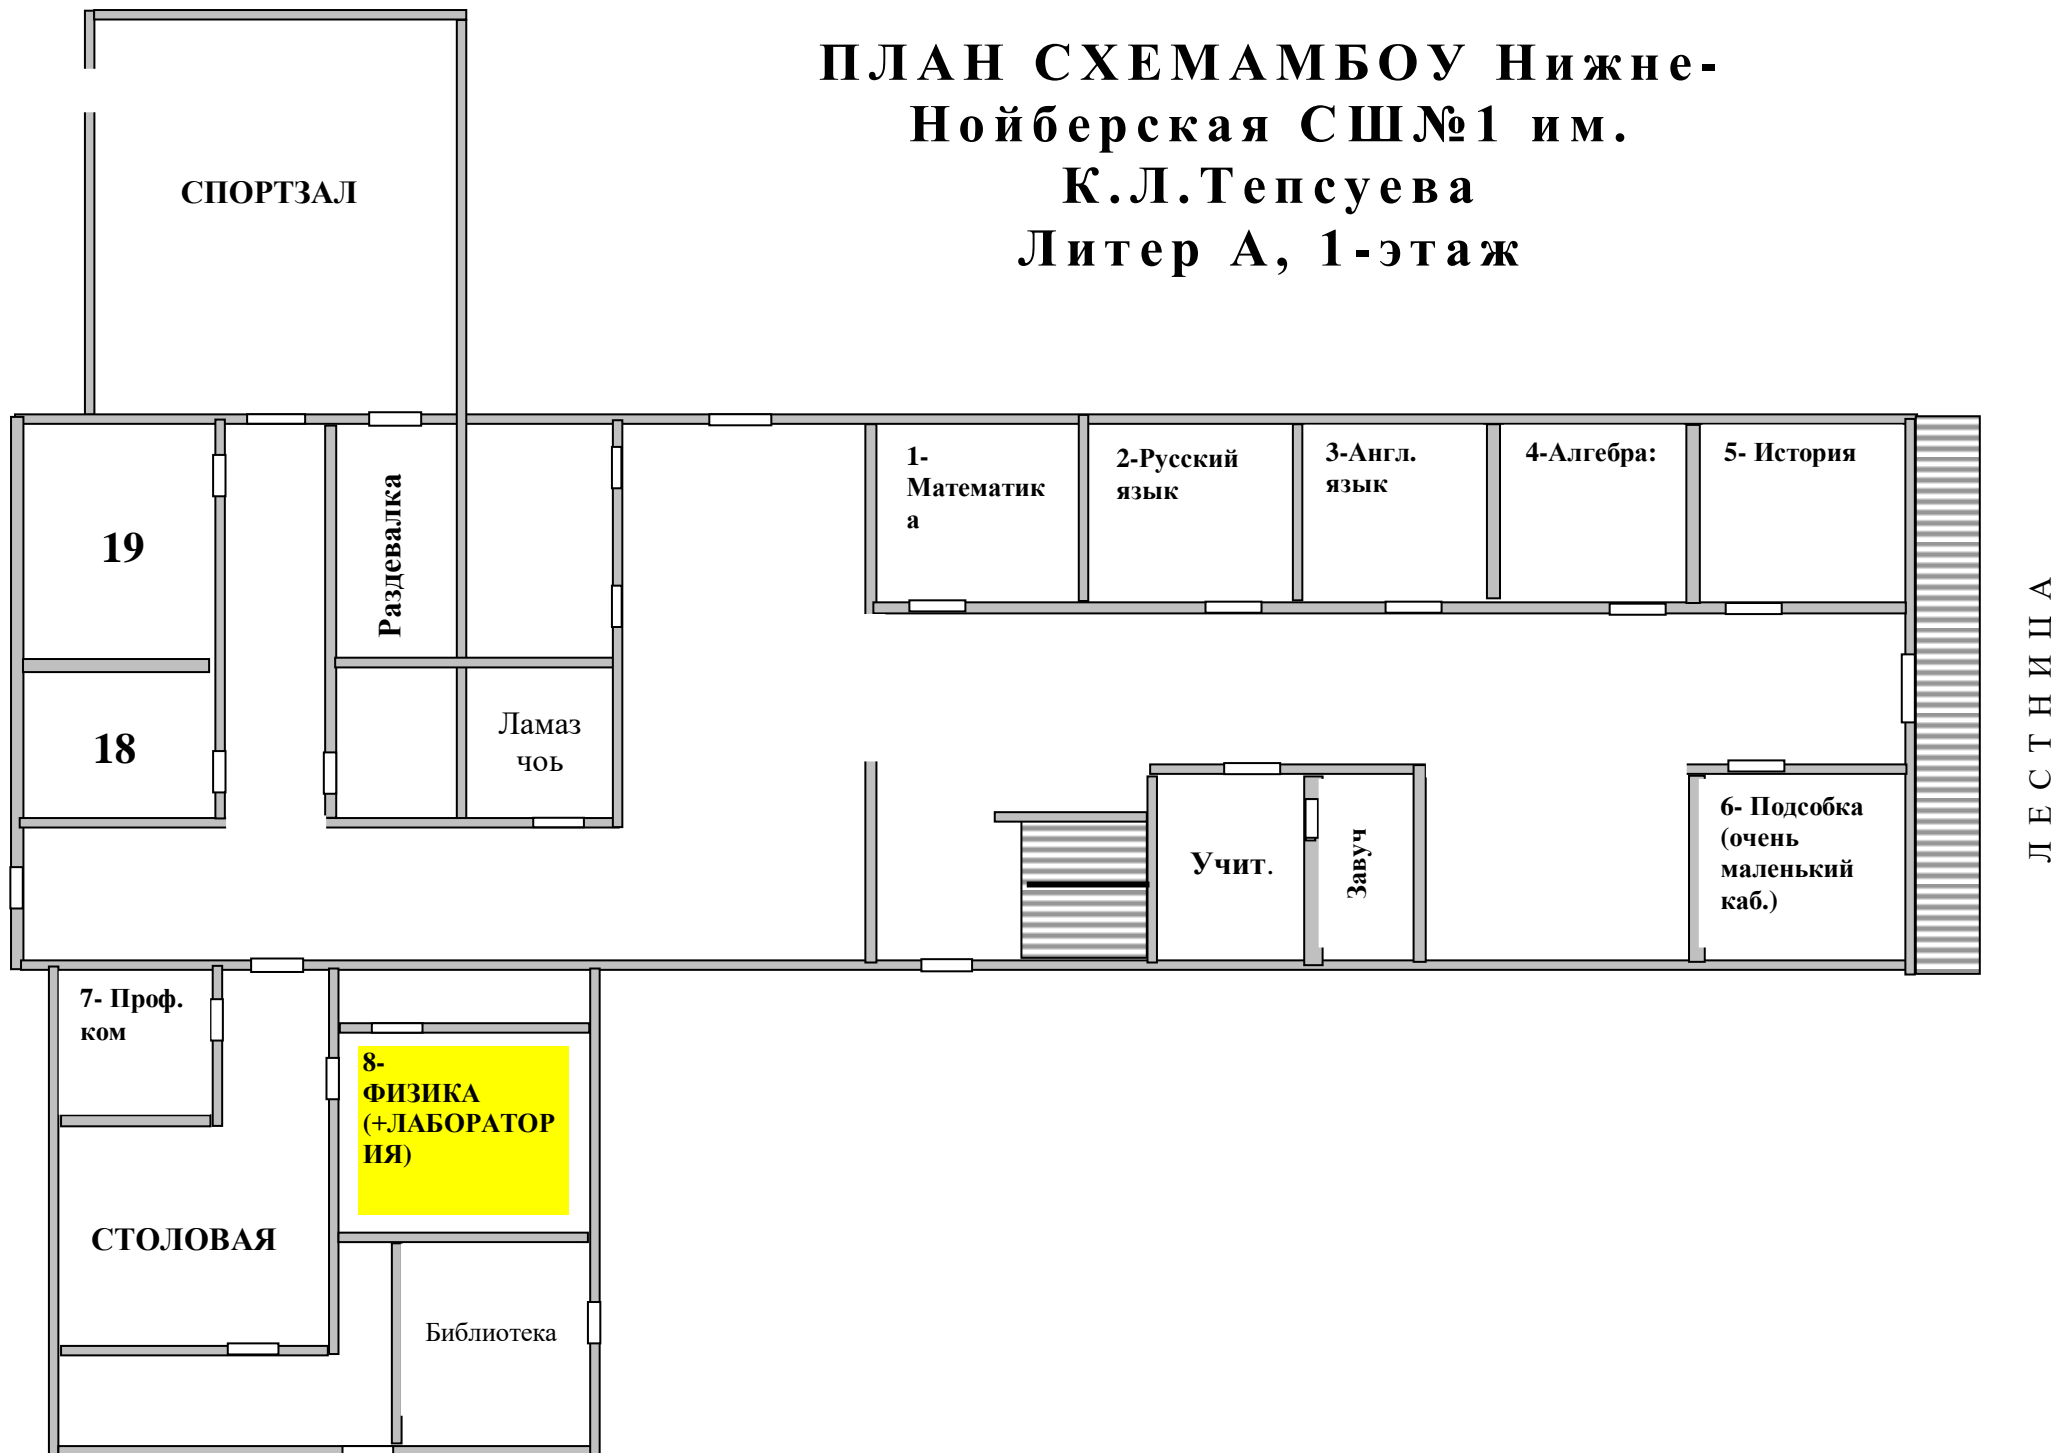 ПЛАН СХЕМАМБОУ Нижне-
Нойберская СШ№1 им.
К.Л.Тепсуева
Литер А, 1-этаж
СПОРТЗАЛ
1-
Математик
а
2-Русский
язык
3-Англ.
язык
4-Алгебра:
5- История
19
Раздевалка
ЛЕСТНИЦА
18
Ламаз
чоь
Учит.
Завуч
6- Подсобка
(очень
маленький
каб.)
7- Проф.
ком
8-
ФИЗИКА
(+ЛАБОРАТОР
ИЯ)
СТОЛОВАЯ
Библиотека